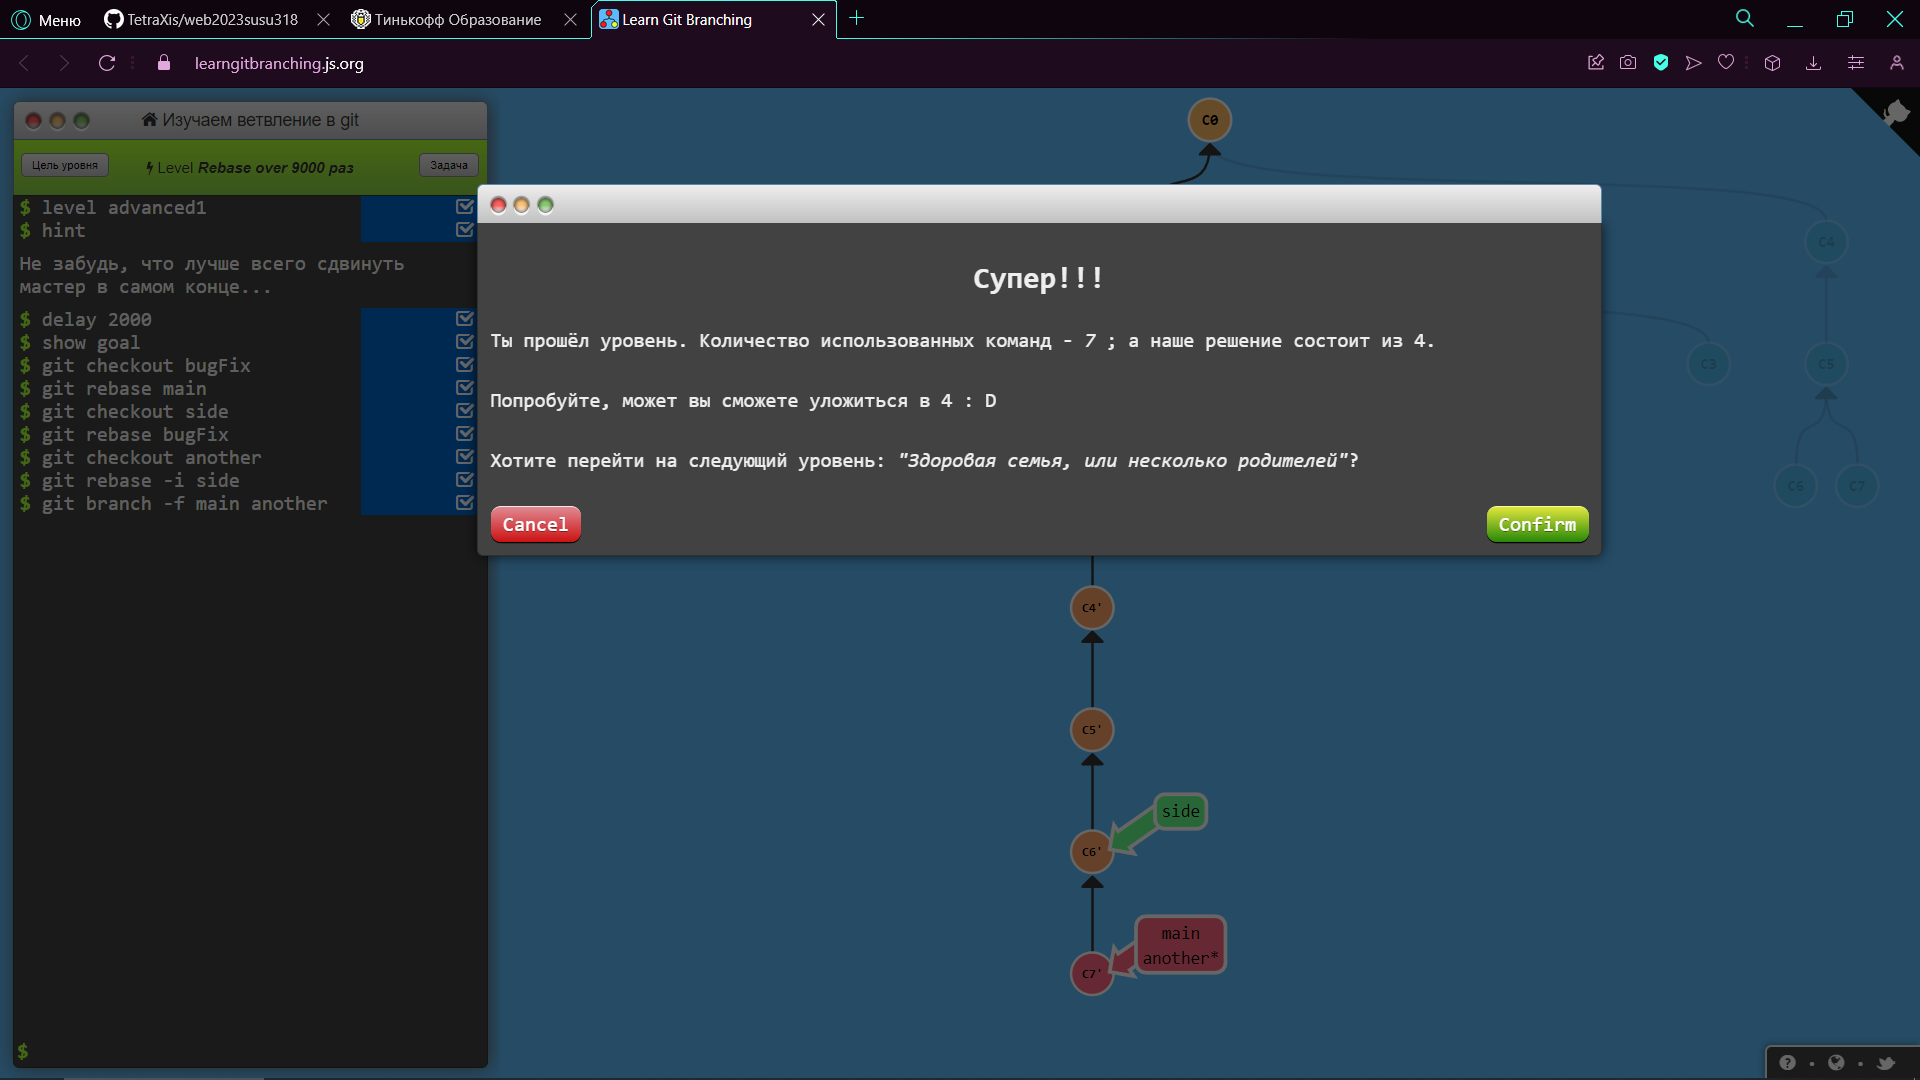 Меню
TetraXis/web2023susu318
Тинькофф Образование
Learn Git Branching
learngitbranching.js.org
Изучаем ветвление в git
Цель уровня
Level Rebase over 9000 раз
Задача
$ level advanced1
$ hint
Не забудь, что лучше всего сдвинуть
мастер в самом конце...
$ delay 2000
$ show goal
$ git checkout bugFix
$ git rebase main
$ git checkout side
$ git rebase bugFix
$ git checkout another
$ git rebase -i side
$ git branch -f main another
$
Супер!!!
Ты прошёл уровень. Количество использованных команд - 7 ; а наше решение состоит из 4.
Попробуйте, может вы сможете уложиться в 4 : D
Хотите перейти на следующий уровень: "Здоровая семья, или несколько родителей"?
Cancel
Confirm
C0
C4
C3
C5
C6
C7
C4'
C5'
side
C6'
main
another*
C7'